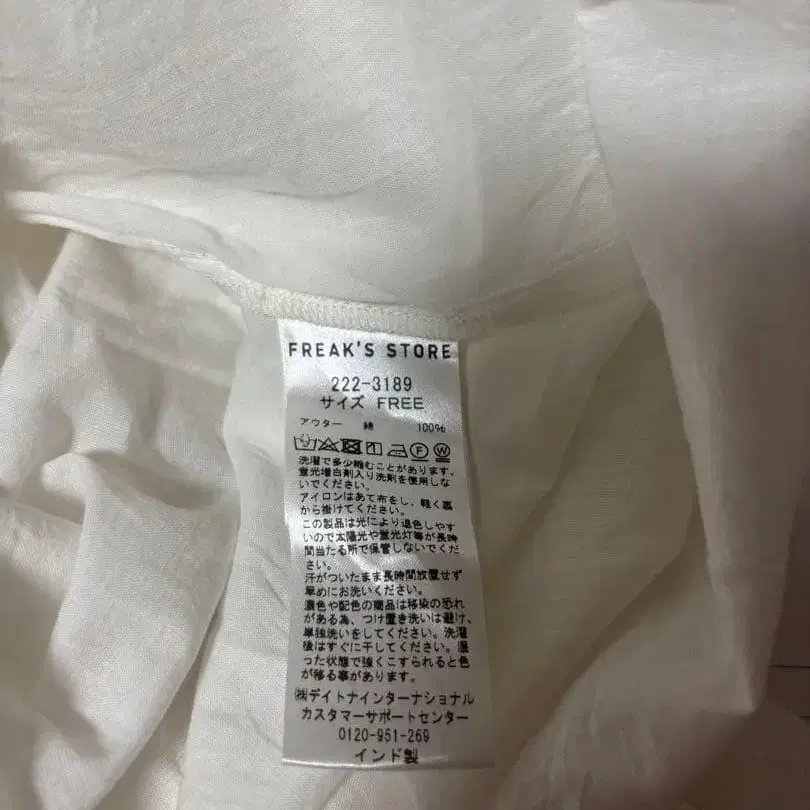 FREAK'S STORE
222-3189
サイズ FREE
アウター 綿 100%
洗濯で多少縮むことがあります。
蛍光増白剤入り洗剤を使用しな
いでください。
アイロンはあて布をし、軽く裏
から掛けてください。
この製品は光により退色しやす
いので太陽光や蛍光灯等が長時
間当たる所で保管しないでくだ
さい。
汗がついたまま長時間放置せず
早めにお洗いください。
濃色や配色の商品は移染の恐れ
がある為、つけ置き洗いは避け、
単独洗いをしてください。洗濯
後はすぐに干してください。湿
った状態で強くこすられると色
が移る事があります。
㈱デイトナインターナショナル
カスタマーサポートセンター
0120-951-269
インド製